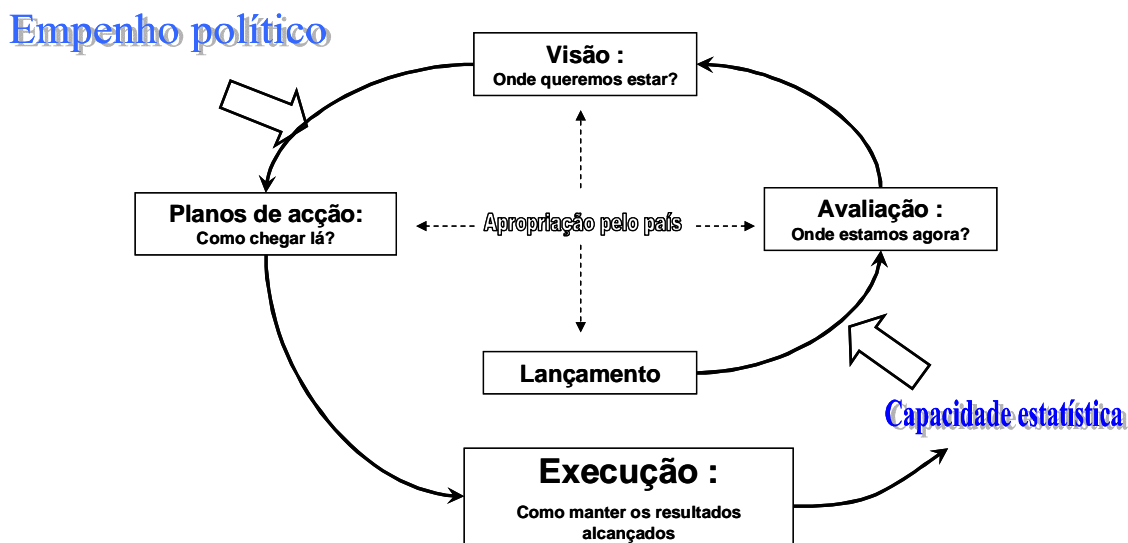 Empenho político
Visão :
Onde queremos estar?
Planos de acção:
Como chegar lá?
Apropriação pelo país
Avaliação :
Onde estamos agora?
Lançamento
Capacidade estatística
Execução :
Como manter os resultados
alcançados